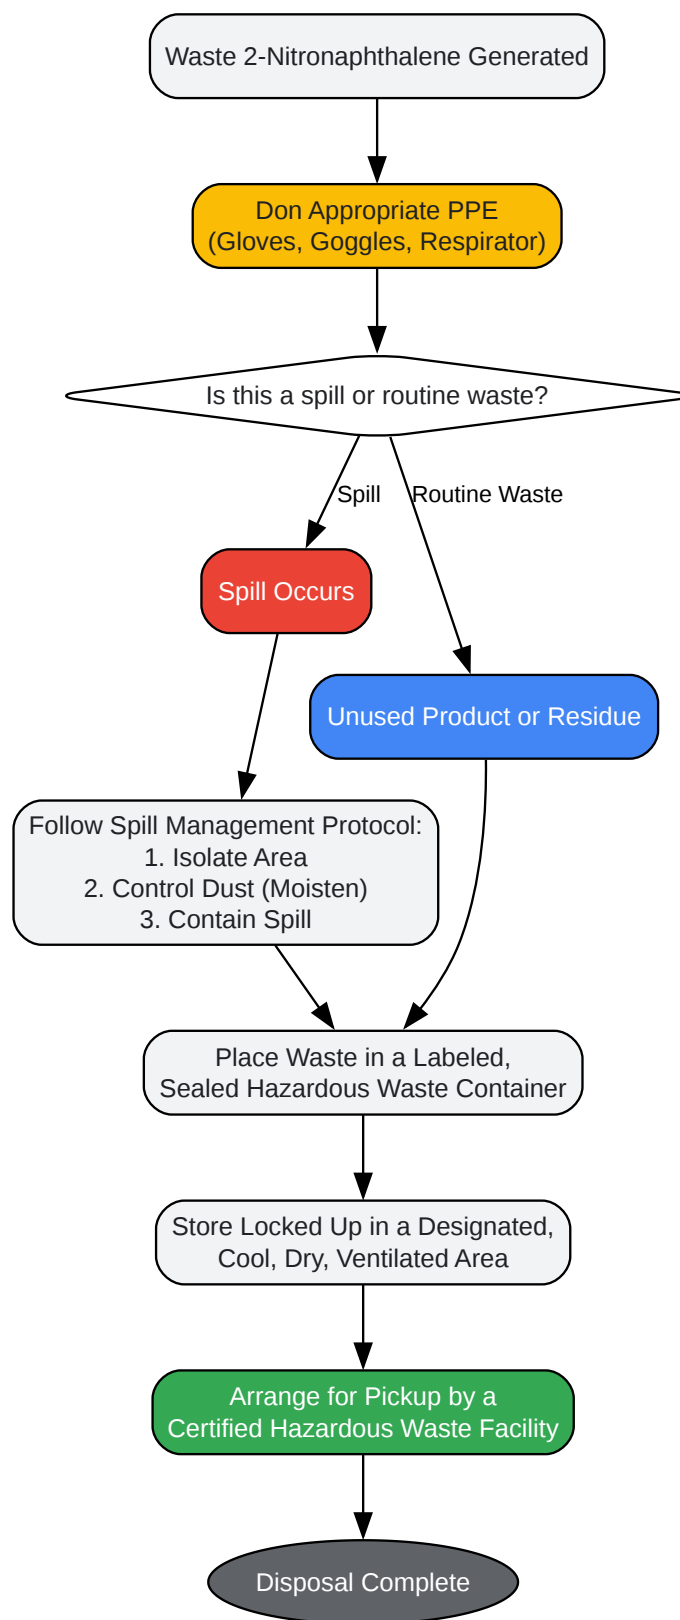 Waste 2-Nitronaphthalene Generated
Don Appropriate PPE
(Gloves, Goggles, Respirator)
Is this a spill or routine waste?
Spill
Routine Waste
Spill Occurs
Unused Product or Residue
Follow Spill Management Protocol:
1. Isolate Area
2. Control Dust (Moisten)
3. Contain Spill
Place Waste in a Labeled,
Sealed Hazardous Waste Container
Store Locked Up in a Designated,
Cool, Dry, Ventilated Area
Arrange for Pickup by a
Certified Hazardous Waste Facility
Disposal Complete